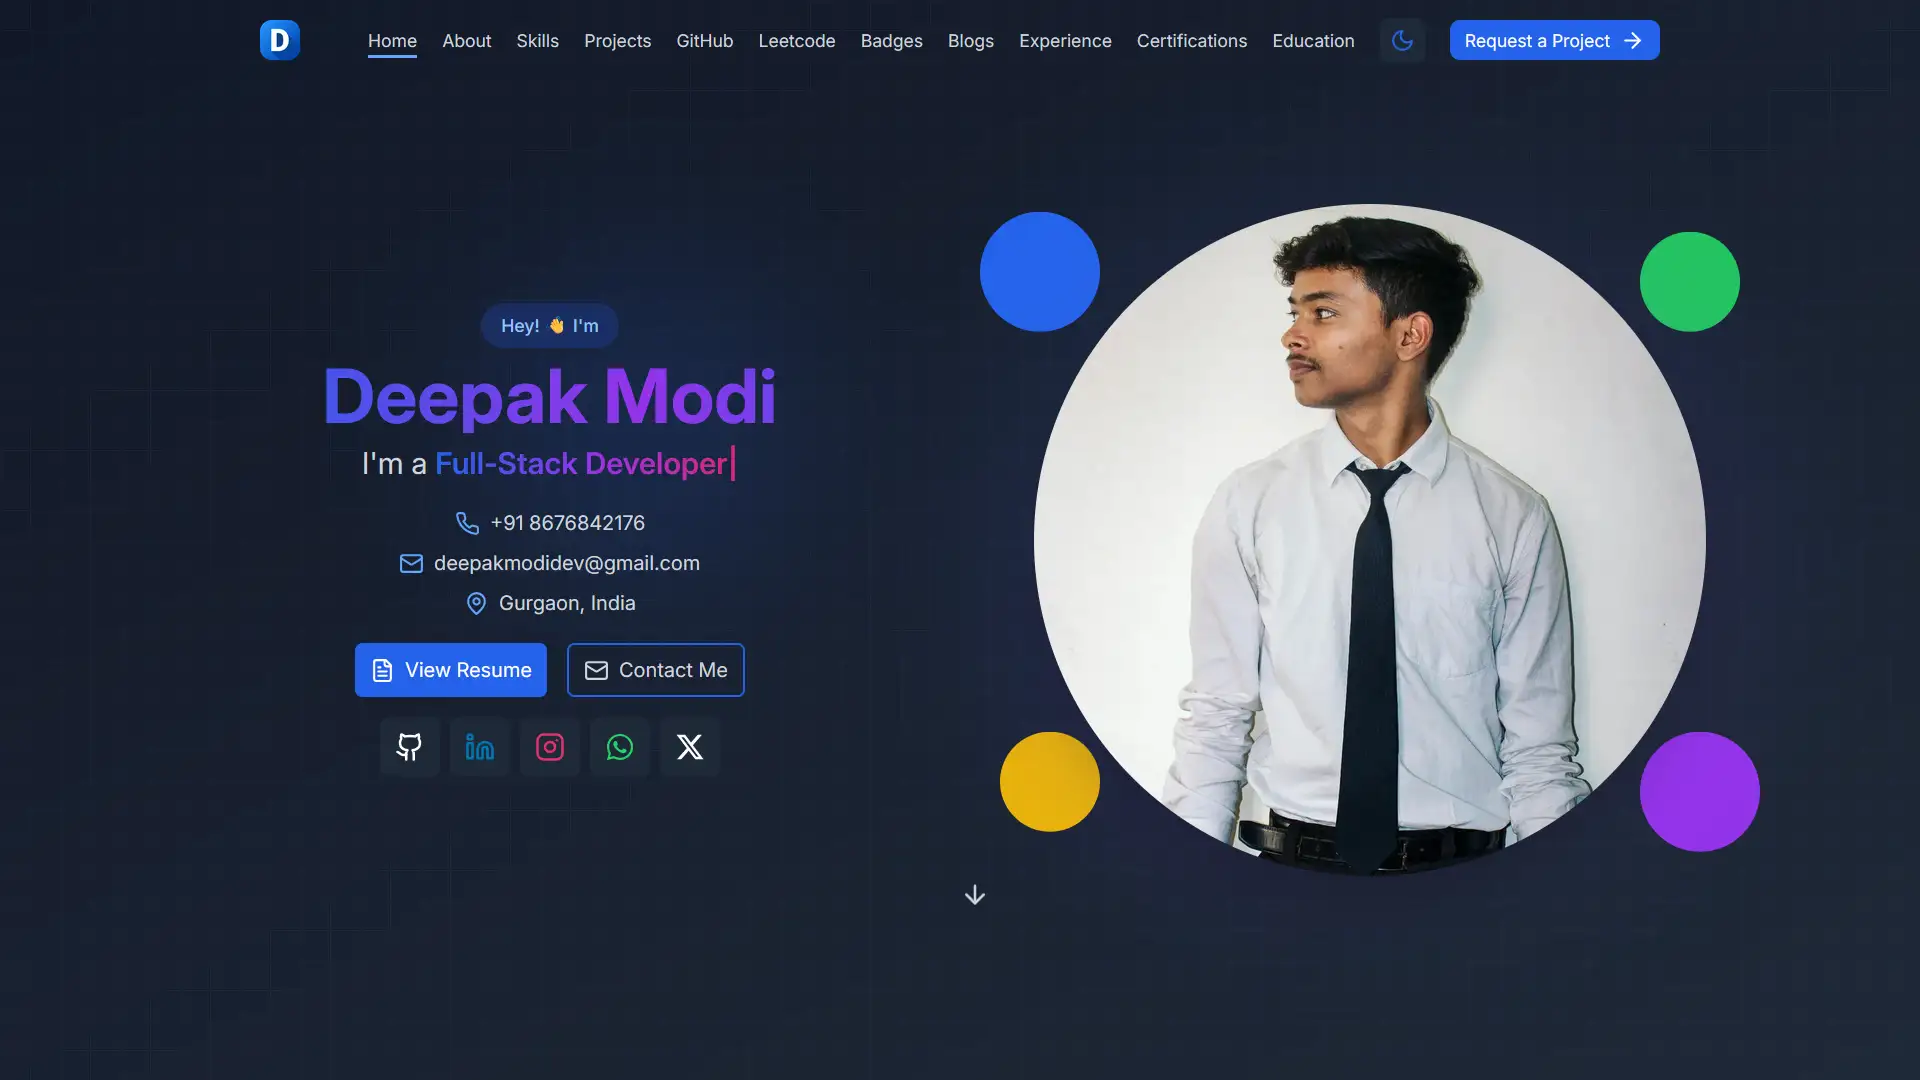 D
Home About Skills Projects GitHub Leetcode Badges Blogs Experience Certifications Education Request a Project
Hey! 👋 I'm
Deepak Modi
I'm a Full-Stack Developer
+91 8676842176
deepakmodidev@gmail.com
Gurgaon, India
View Resume Contact Me